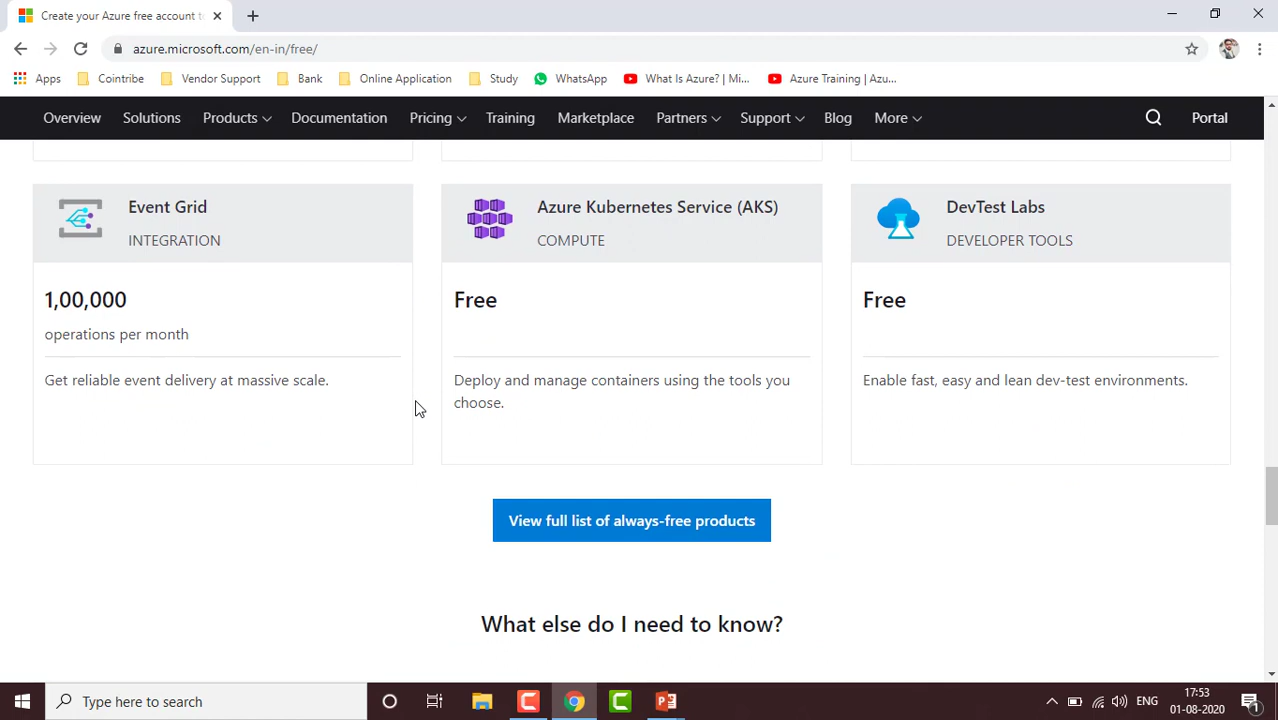 Create your Azure free account to
azure.microsoft.com/en-in/free/
Apps Cointribe Vendor Support Bank Online Application Study WhatsApp What Is Azure? | Mi... Azure Training | Azu...
Overview Solutions Products Documentation Pricing Training Marketplace Partners Support Blog More Portal
Event Grid
INTEGRATION
1,00,000
operations per month
Get reliable event delivery at massive scale.
Azure Kubernetes Service (AKS)
COMPUTE
Free
Deploy and manage containers using the tools you
choose.
DevTest Labs
DEVELOPER TOOLS
Free
Enable fast, easy and lean dev-test environments.
View full list of always-free products
What else do I need to know?
Type here to search
ENG
17:53
01-08-2020
1